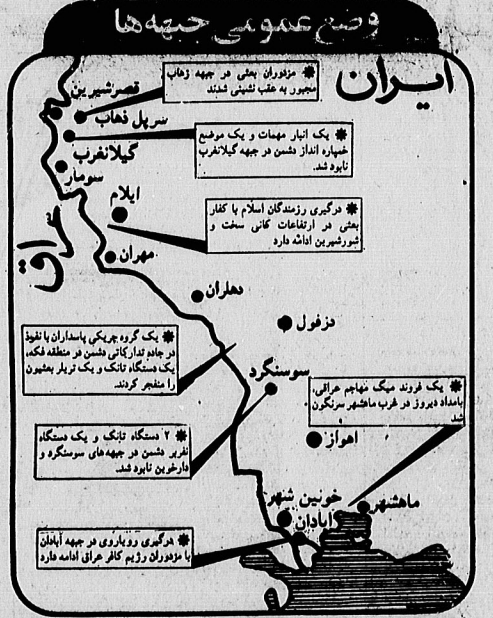 وضع عمومی جبهه‌ها
ایران
عراق
قصرشیرین
سرپل ذهاب
گیلانغرب
سومار
ایلام
مهران
دهلران
دزفول
سوسنگرد
اهواز
خونین شهر
آبادان
ماهشهر
✷ مزدوران بعثی در جبهه زهاب
مجبور به عقب نشینی شدند
✷ یک انبار مهمات و یک موضع
خمپاره انداز دشمن در جبهه گیلانغرب
نابود شد.
✷ درگیری رزمندگان اسلام با کفار
بعثی در ارتفاعات کانی سخت و
شورشیرین ادامه دارد
✷ یک گروه چریکی پاسداران با نفوذ
در جاده تدارکاتی دشمن در منطقه فکه،
یک دستگاه تانک و یک تریلر بعثیون
را منفجر کردند.
✷ یک فروند میگ مهاجم عراقی،
بامداد دیروز در غرب ماهشهر سرنگون
شد
✷ ۲ دستگاه تانک و یک دستگاه
نفربر دشمن در جبهه‌های سوسنگرد و
دارخوین نابود شد.
✷ درگیری رویاروی در جبهه آبادان
با مزدوران رژیم کافر عراق ادامه دارد